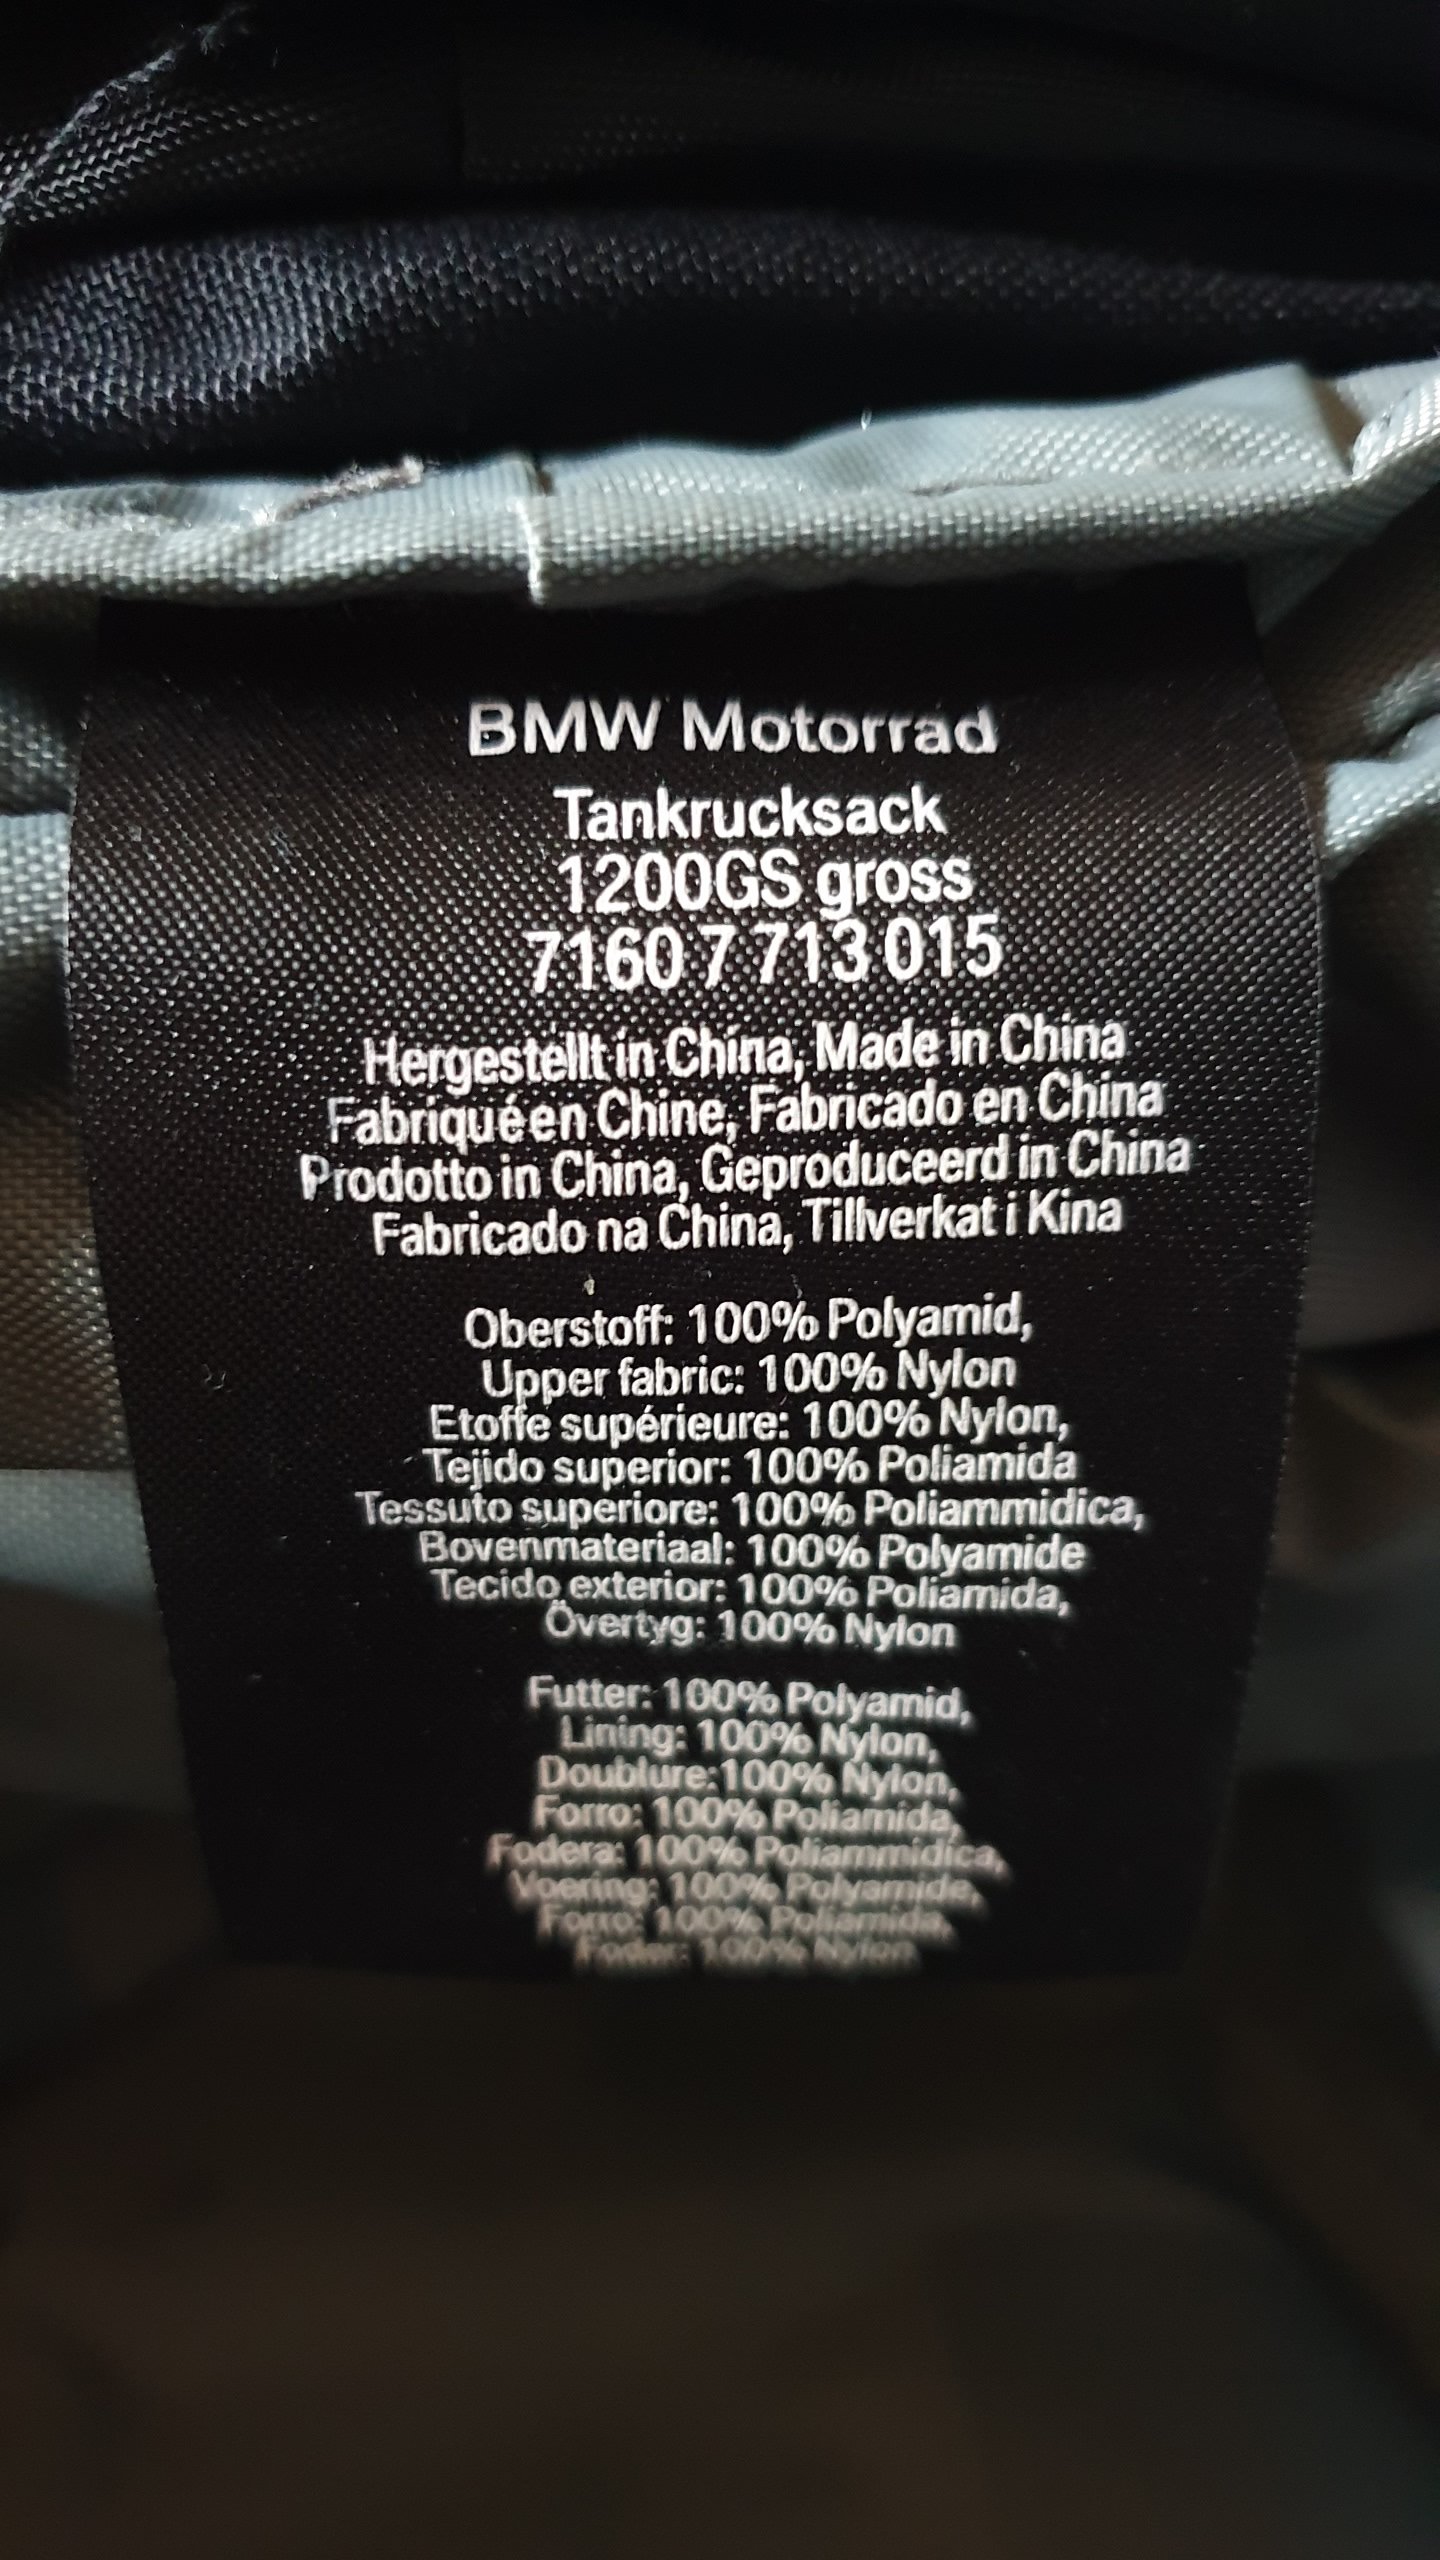 BMW Motorrad
Tankrucksack
1200GS gross
7160 7 713 015
Hergestellt in China, Made in China
Fabriqué en Chine, Fabricado en China
Prodotto in China, Geproduceerd in China
Fabricado na China, Tillverkat i Kina
Oberstoff: 100% Polyamid,
Upper fabric: 100% Nylon
Etoffe supérieure: 100% Nylon,
Tejido superior: 100% Poliamida
Tessuto superiore: 100% Poliammidica,
Bovenmateriaal: 100% Polyamide
Tecido exterior: 100% Poliamida,
Övertyg: 100% Nylon
Futter: 100% Polyamid,
Lining: 100% Nylon,
Doublure: 100% Nylon,
Forro: 100% Poliamida,
Fodera: 100% Poliammidica,
Voering: 100% Polyamide,
Forro: 100% Poliamida,
Foder: 100% Nylon